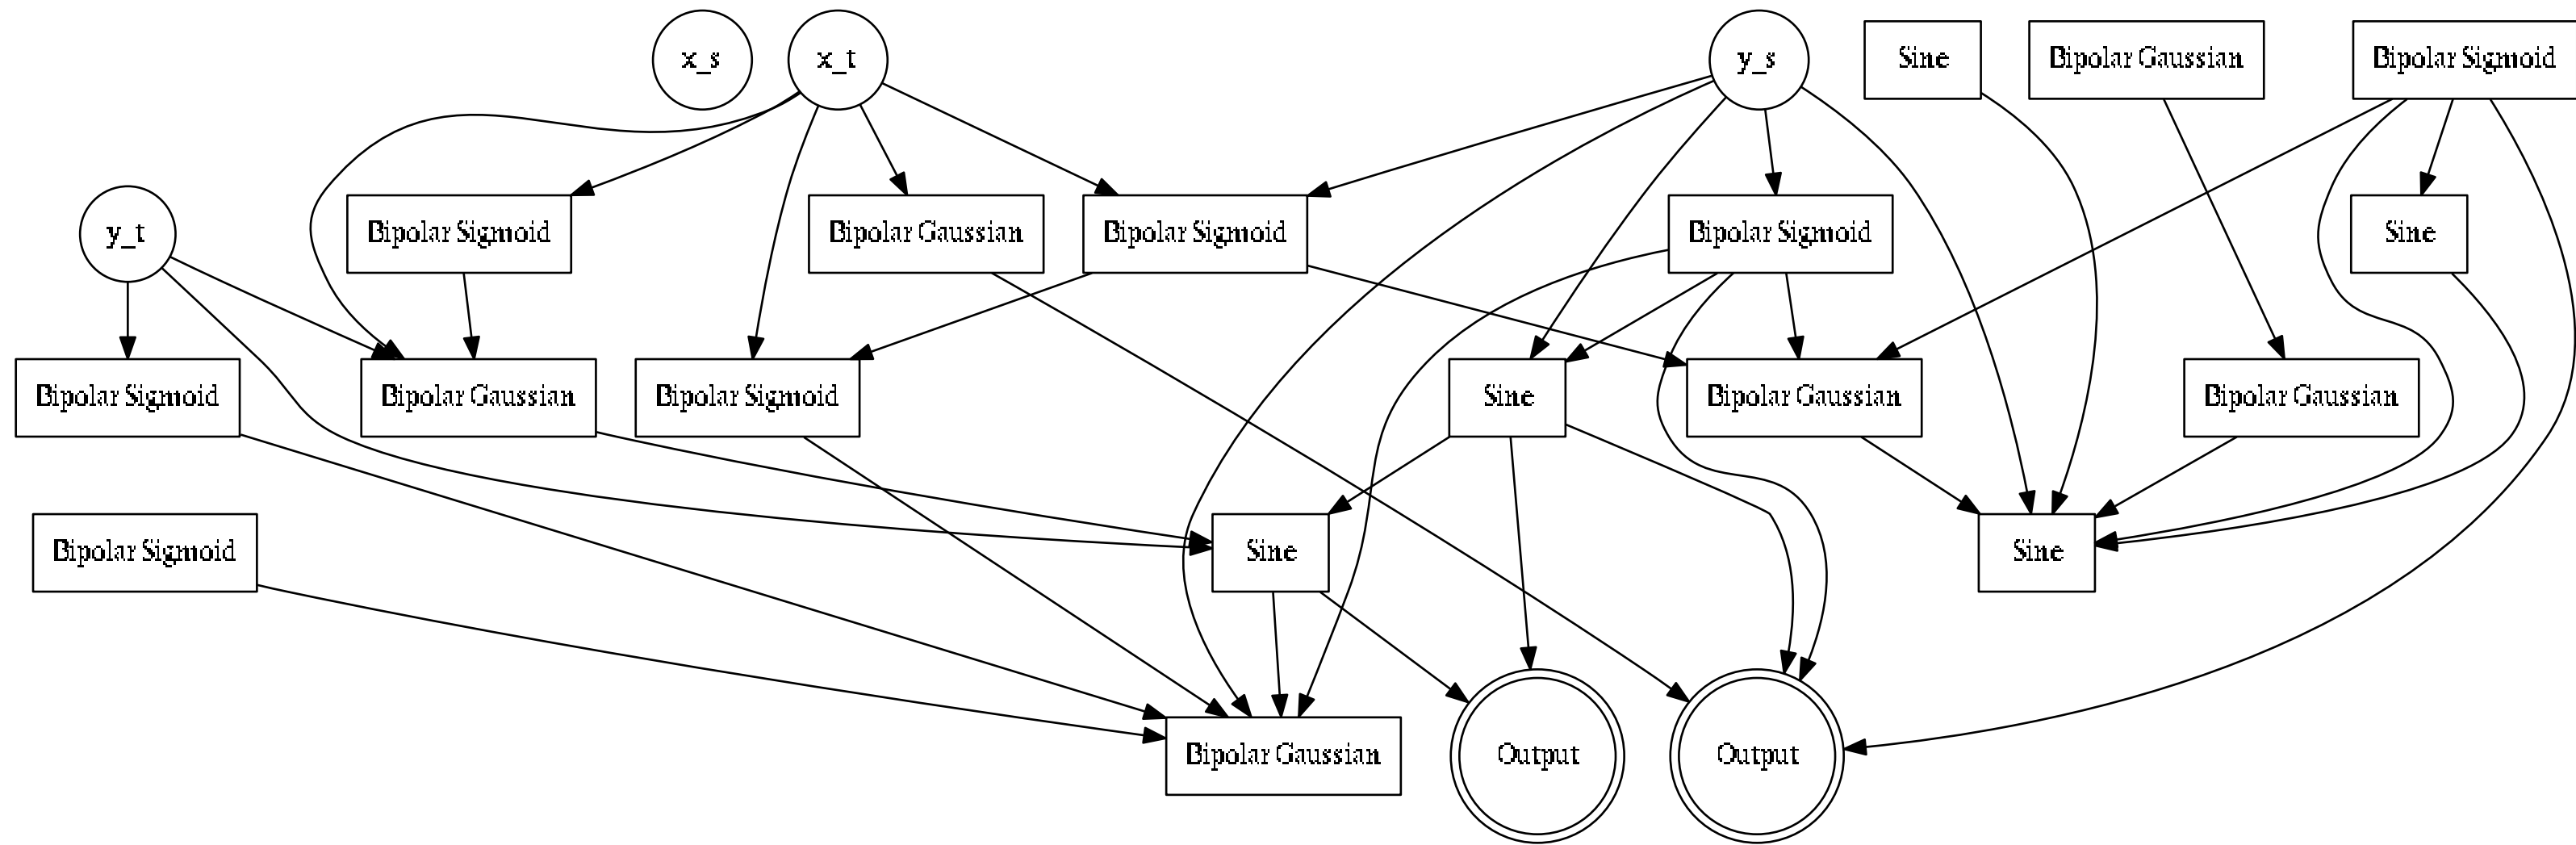 x_s
x_t
y_s
Sine
Bipolar Gaussian
Bipolar Sigmoid
y_t
Bipolar Sigmoid
Bipolar Gaussian
Bipolar Sigmoid
Bipolar Sigmoid
Sine
Bipolar Sigmoid
Bipolar Gaussian
Bipolar Sigmoid
Sine
Bipolar Gaussian
Bipolar Gaussian
Bipolar Sigmoid
Sine
Sine
Bipolar Gaussian
Output
Output